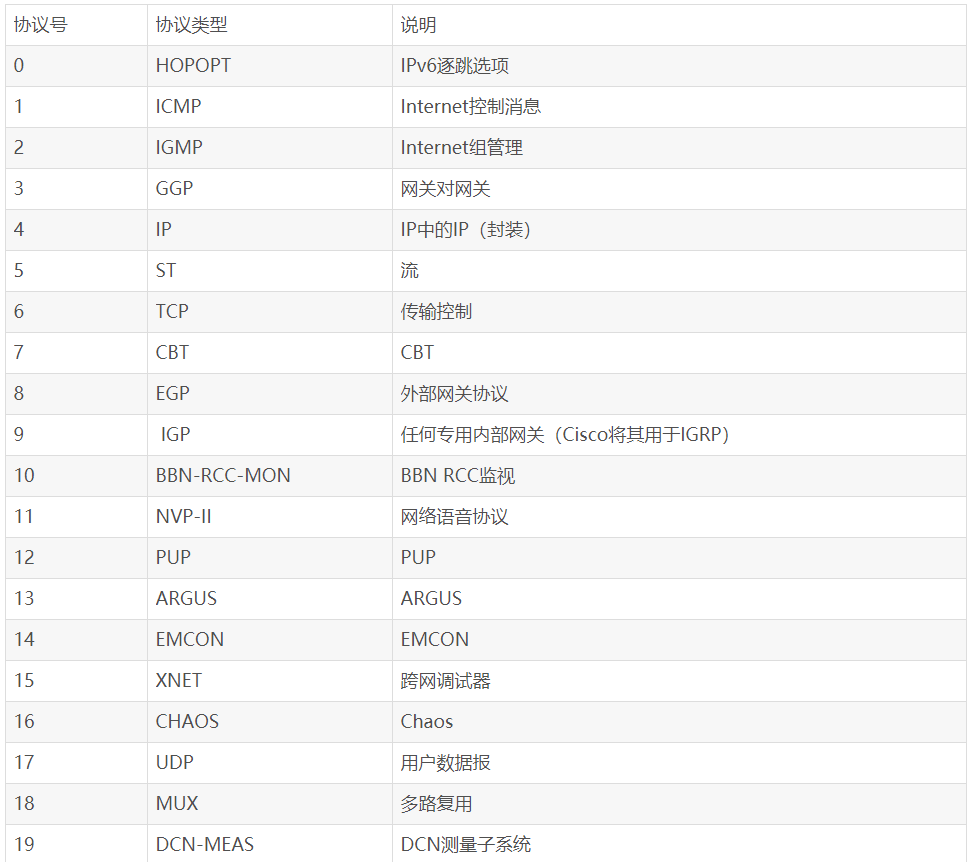 协议号 协议类型 说明
0 HOPOPT IPv6逐跳选项
1 ICMP Internet控制消息
2 IGMP Internet组管理
3 GGP 网关对网关
4 IP IP中的IP（封装）
5 ST 流
6 TCP 传输控制
7 CBT CBT
8 EGP 外部网关协议
9 IGP 任何专用内部网关（Cisco将其用于IGRP）
10 BBN-RCC-MON BBN RCC监视
11 NVP-II 网络语音协议
12 PUP PUP
13 ARGUS ARGUS
14 EMCON EMCON
15 XNET 跨网调试器
16 CHAOS Chaos
17 UDP 用户数据报
18 MUX 多路复用
19 DCN-MEAS DCN测量子系统